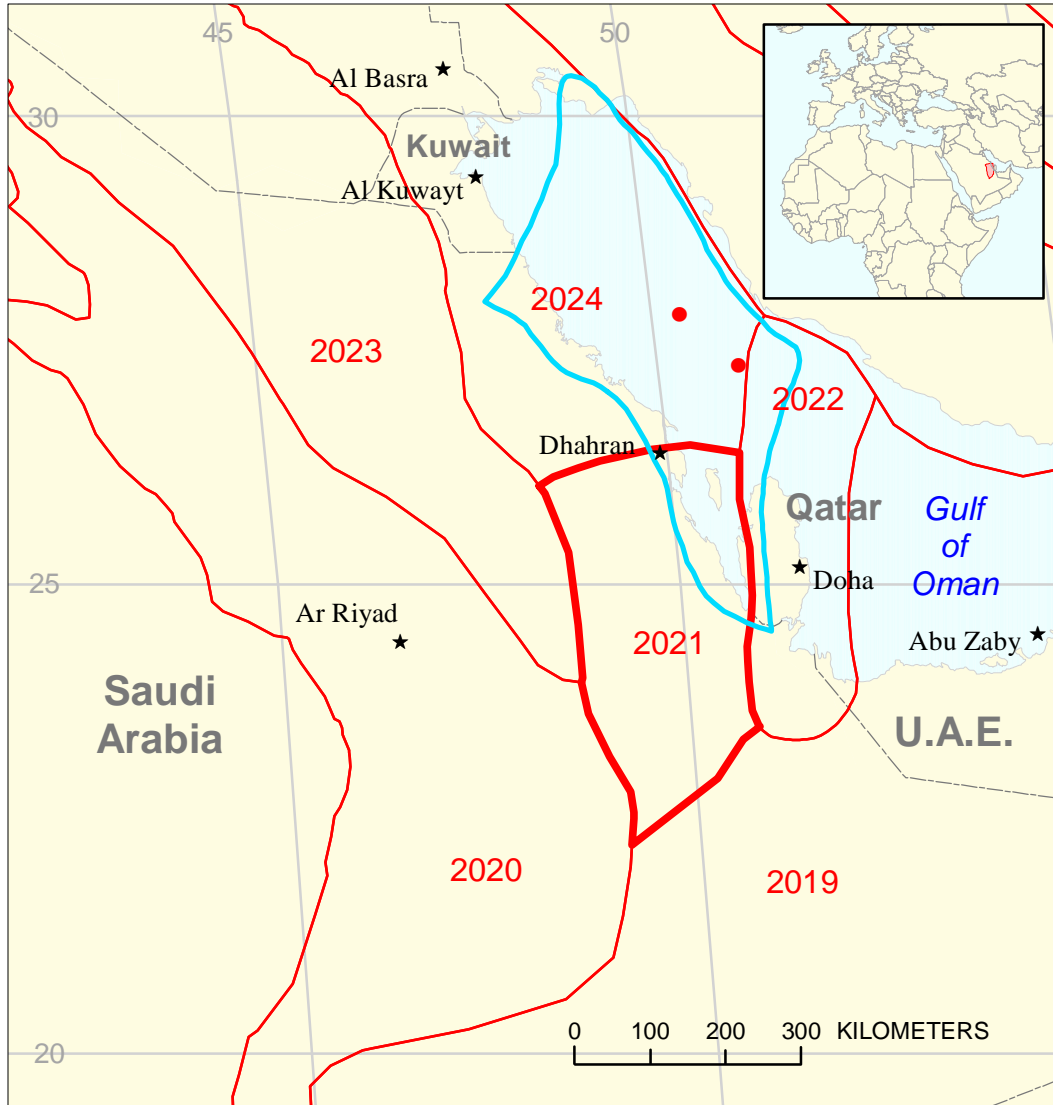 45
50
Al Basra
30
Kuwait
Al Kuwayt
2024
2023
2022
Dhahran
Qatar
Gulf
of
Oman
25
Doha
Ar Riyad
2021
Abu Zaby
Saudi
Arabia
U.A.E.
2020
2019
0 100 200 300 KILOMETERS
20